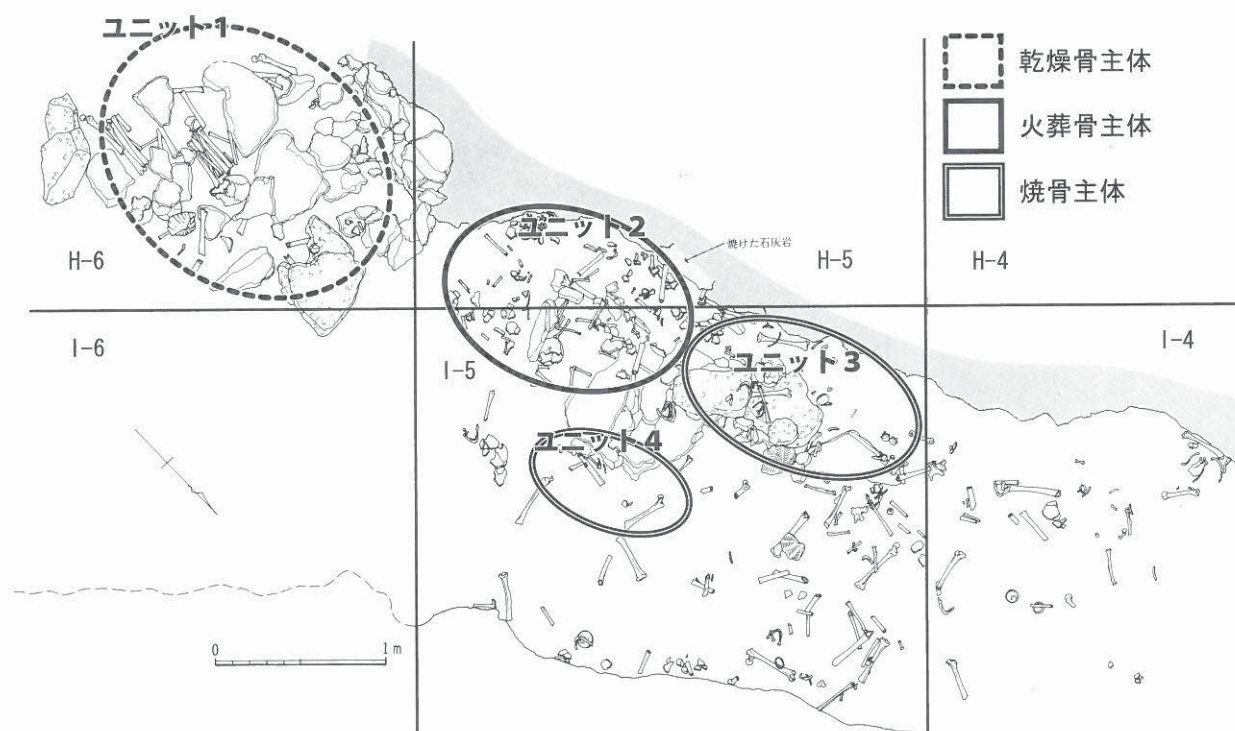 ユニット1
乾燥骨主体
火葬骨主体
焼骨主体
ユニット2
焼けた石灰岩
H-6
H-5
H-4
I-6
I-5
ユニット3
I-4
ユニット4
0
1m